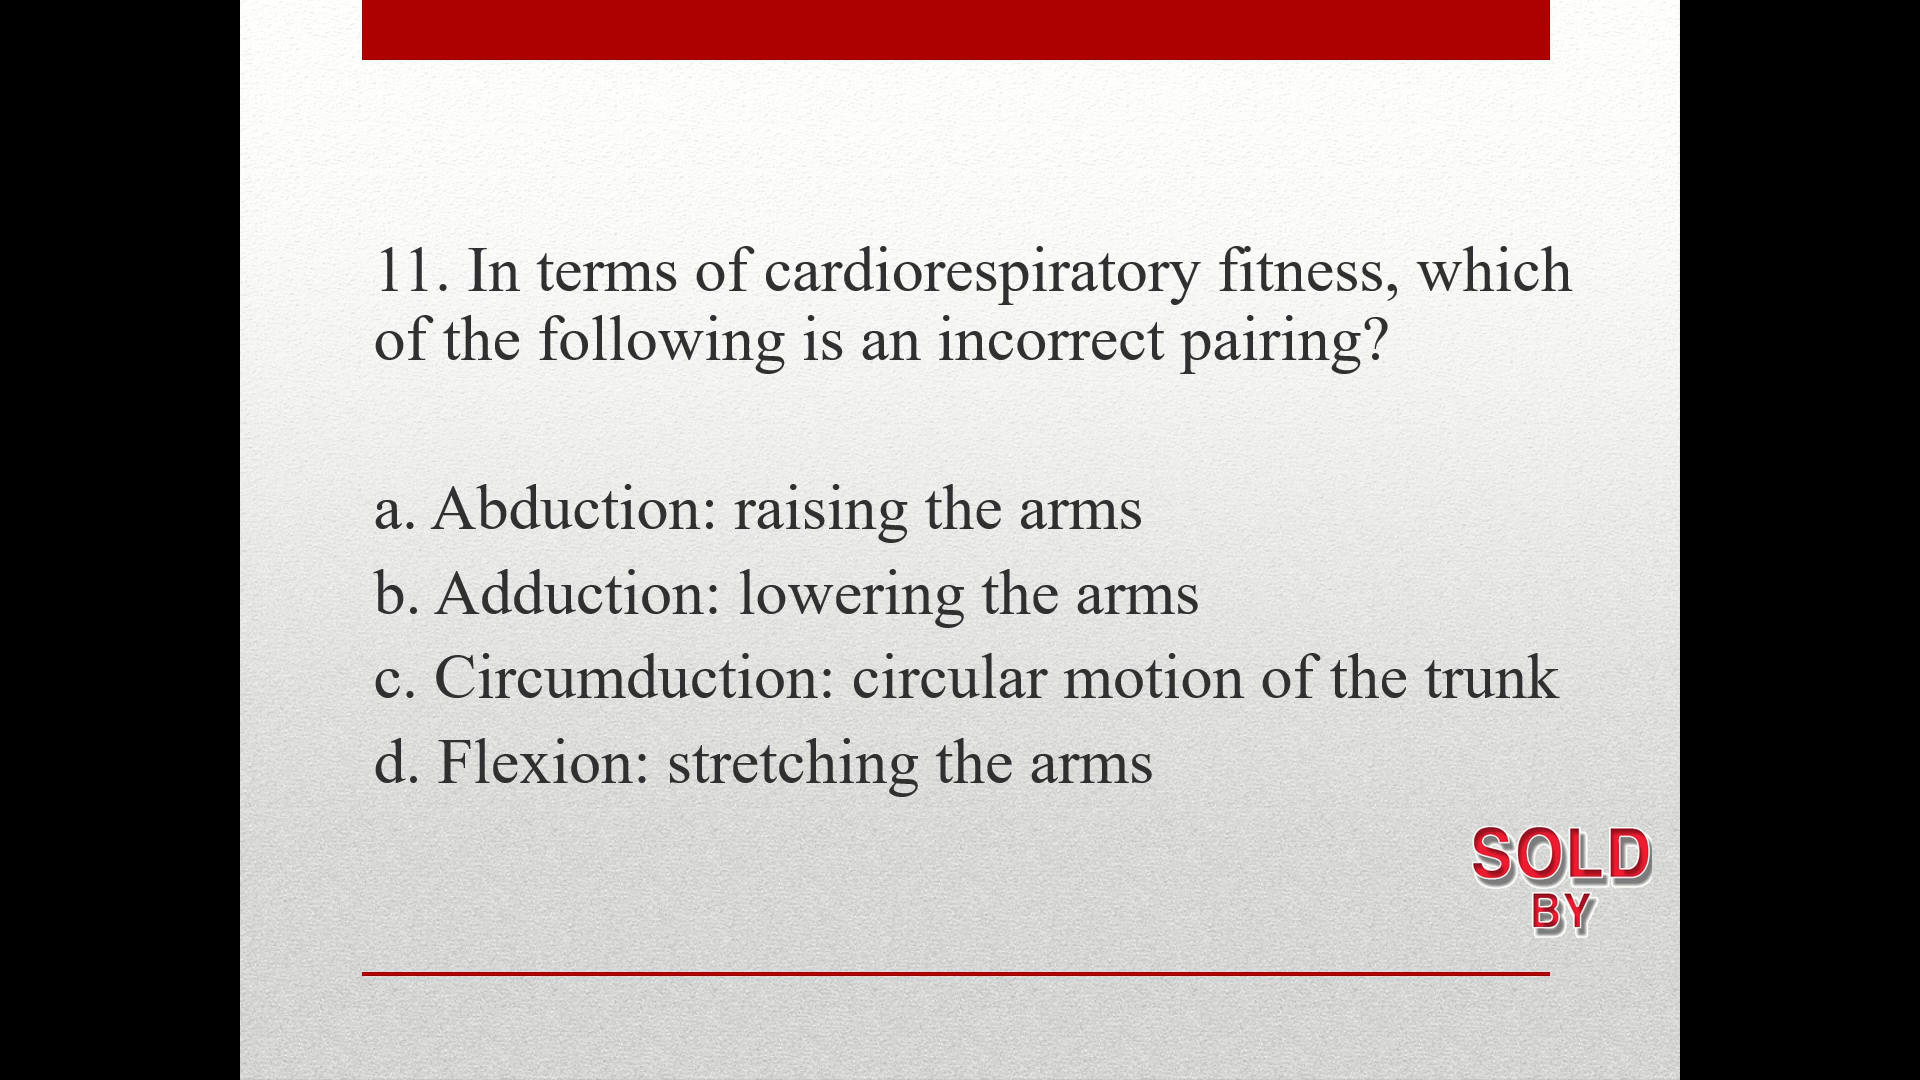 11. In terms of cardiorespiratory fitness, which
of the following is an incorrect pairing?
a. Abduction: raising the arms
b. Adduction: lowering the arms
c. Circumduction: circular motion of the trunk
d. Flexion: stretching the arms
SOLD
BY